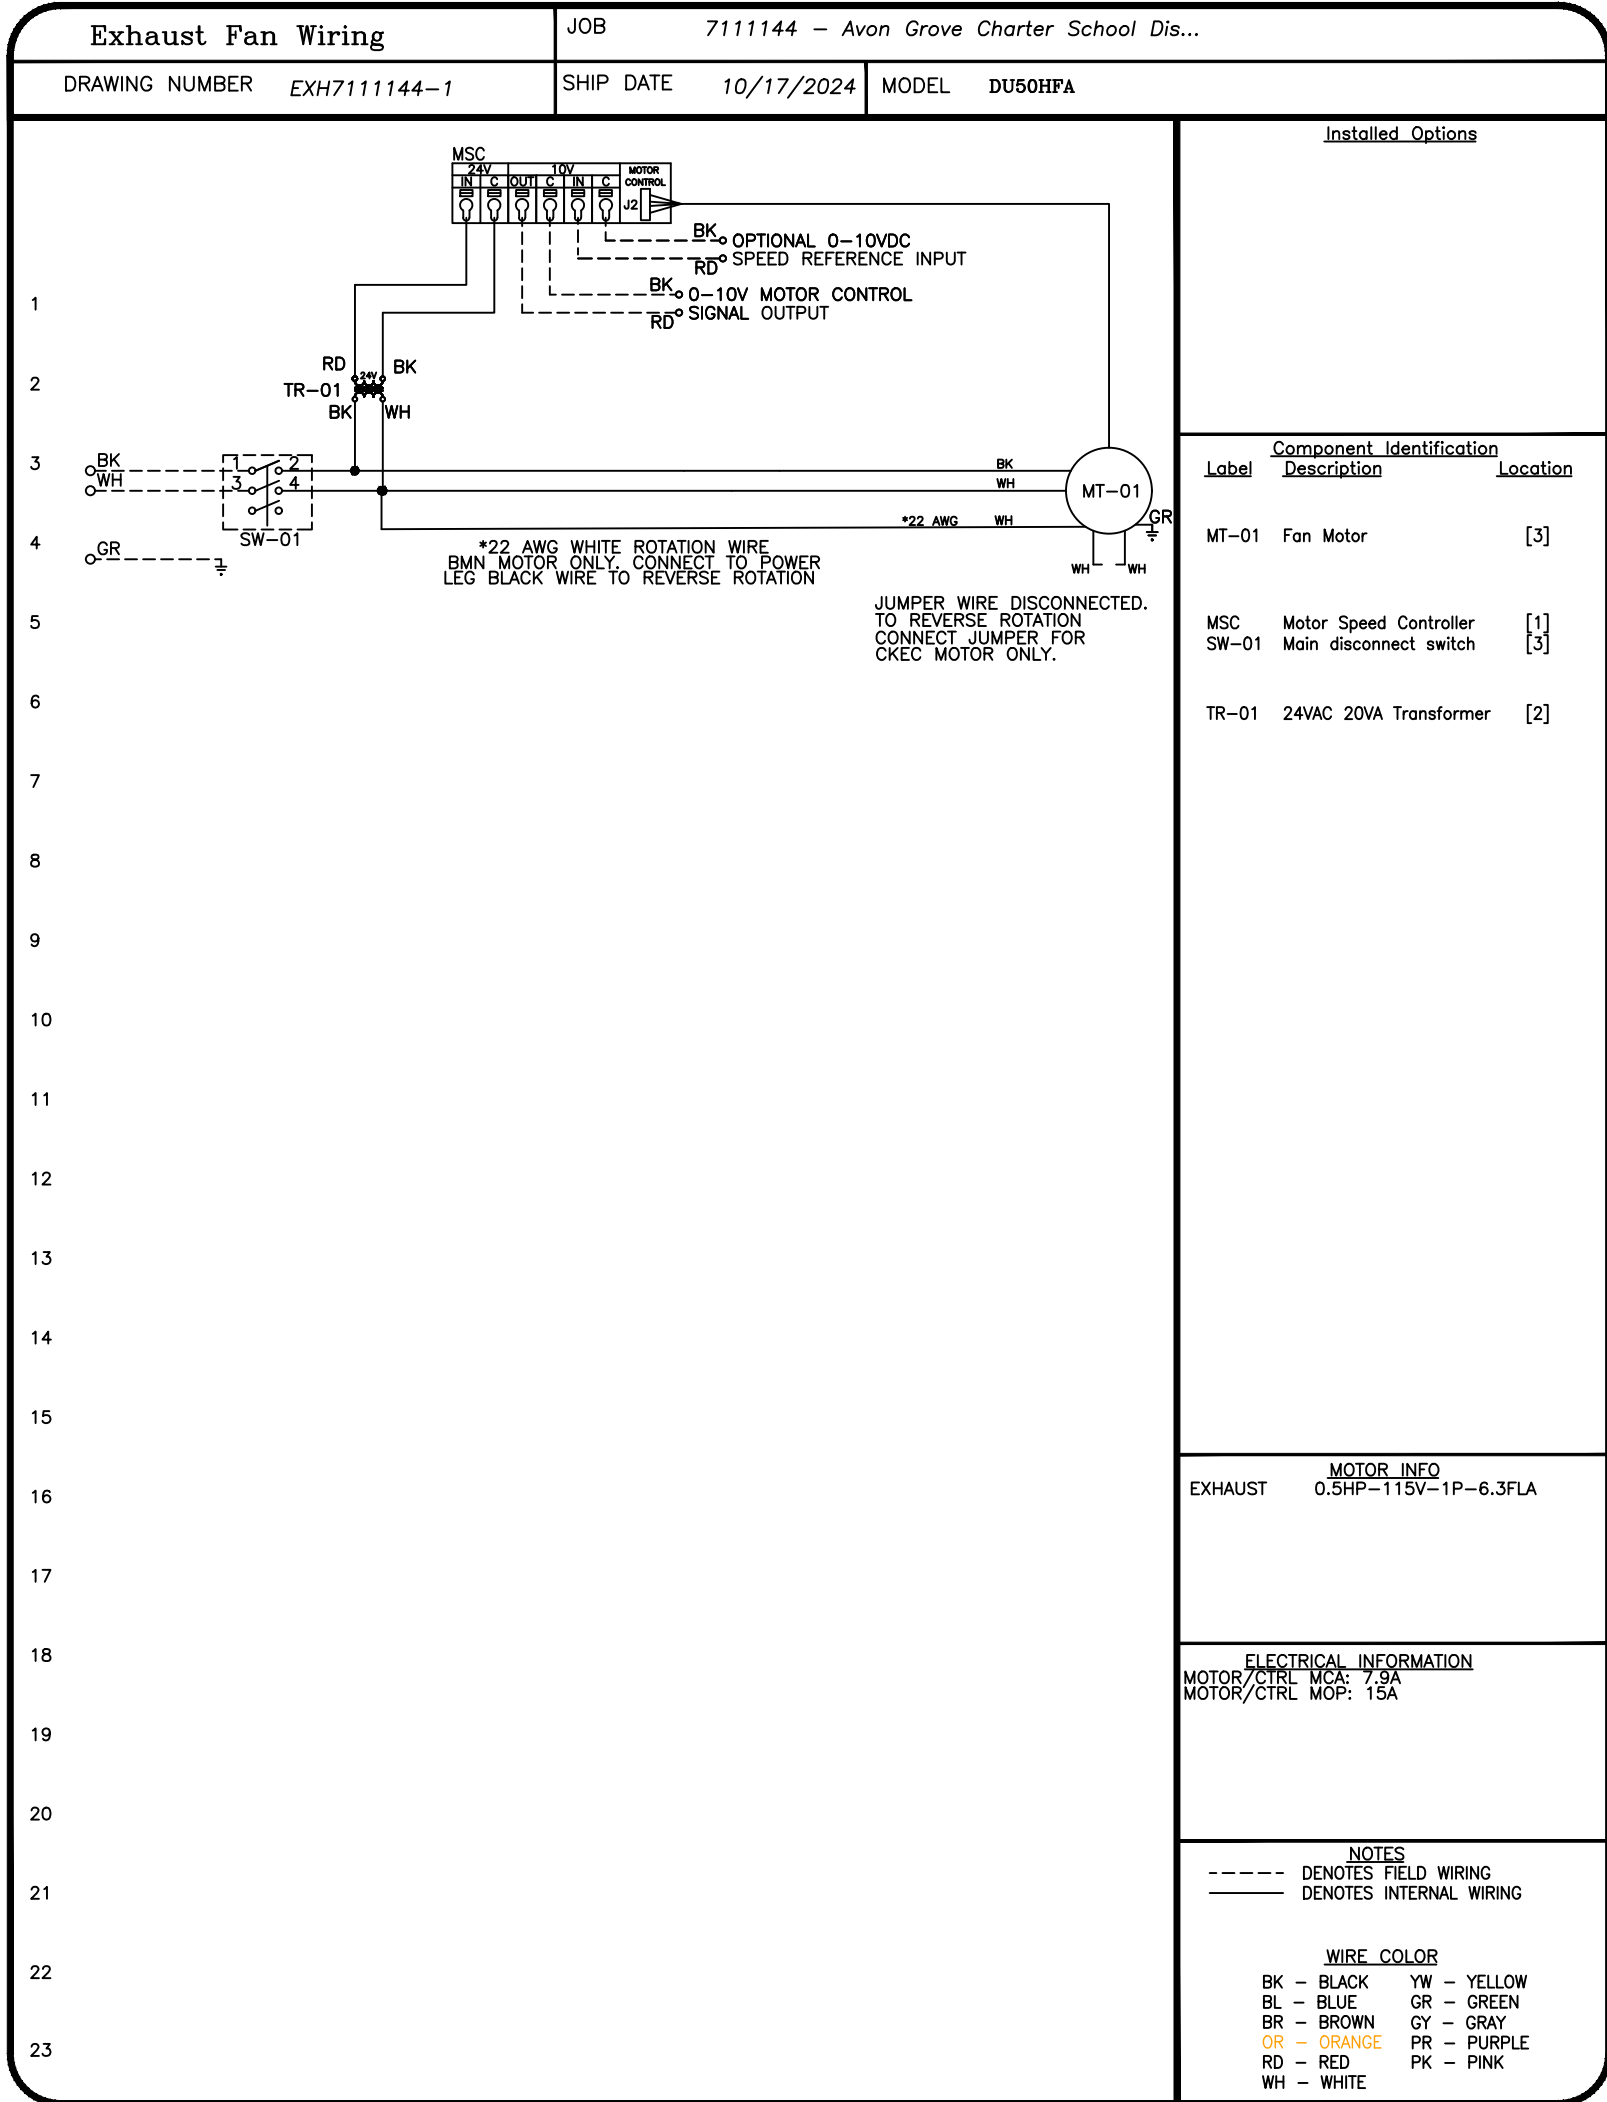 Exhaust Fan Wiring
JOB 7111144 - Avon Grove Charter School Dis...
DRAWING NUMBER EXH7111144-1
SHIP DATE 10/17/2024
MODEL DU50HFA
MSC
24V 10V MOTOR
IN C OUT C IN C CONTROL
J2
BK OPTIONAL 0-10VDC
RD SPEED REFERENCE INPUT
BK 0-10V MOTOR CONTROL
RD SIGNAL OUTPUT
RD 24V BK
TR-01
BK WH
BK 1 2 BK
WH 3 4 WH
MT-01
*22 AWG WH
GR
SW-01
GR
*22 AWG WHITE ROTATION WIRE
BMN MOTOR ONLY. CONNECT TO POWER
LEG BLACK WIRE TO REVERSE ROTATION
WH WH
JUMPER WIRE DISCONNECTED.
TO REVERSE ROTATION
CONNECT JUMPER FOR
CKEC MOTOR ONLY.
1
2
3
4
5
6
7
8
9
10
11
12
13
14
15
16
17
18
19
20
21
22
23
Installed Options
Component Identification
Label Description Location
MT-01 Fan Motor [3]
MSC Motor Speed Controller [1]
SW-01 Main disconnect switch [3]
TR-01 24VAC 20VA Transformer [2]
MOTOR INFO
EXHAUST 0.5HP-115V-1P-6.3FLA
ELECTRICAL INFORMATION
MOTOR/CTRL MCA: 7.9A
MOTOR/CTRL MOP: 15A
NOTES
DENOTES FIELD WIRING
DENOTES INTERNAL WIRING
WIRE COLOR
BK - BLACK YW - YELLOW
BL - BLUE GR - GREEN
BR - BROWN GY - GRAY
OR - ORANGE PR - PURPLE
RD - RED PK - PINK
WH - WHITE